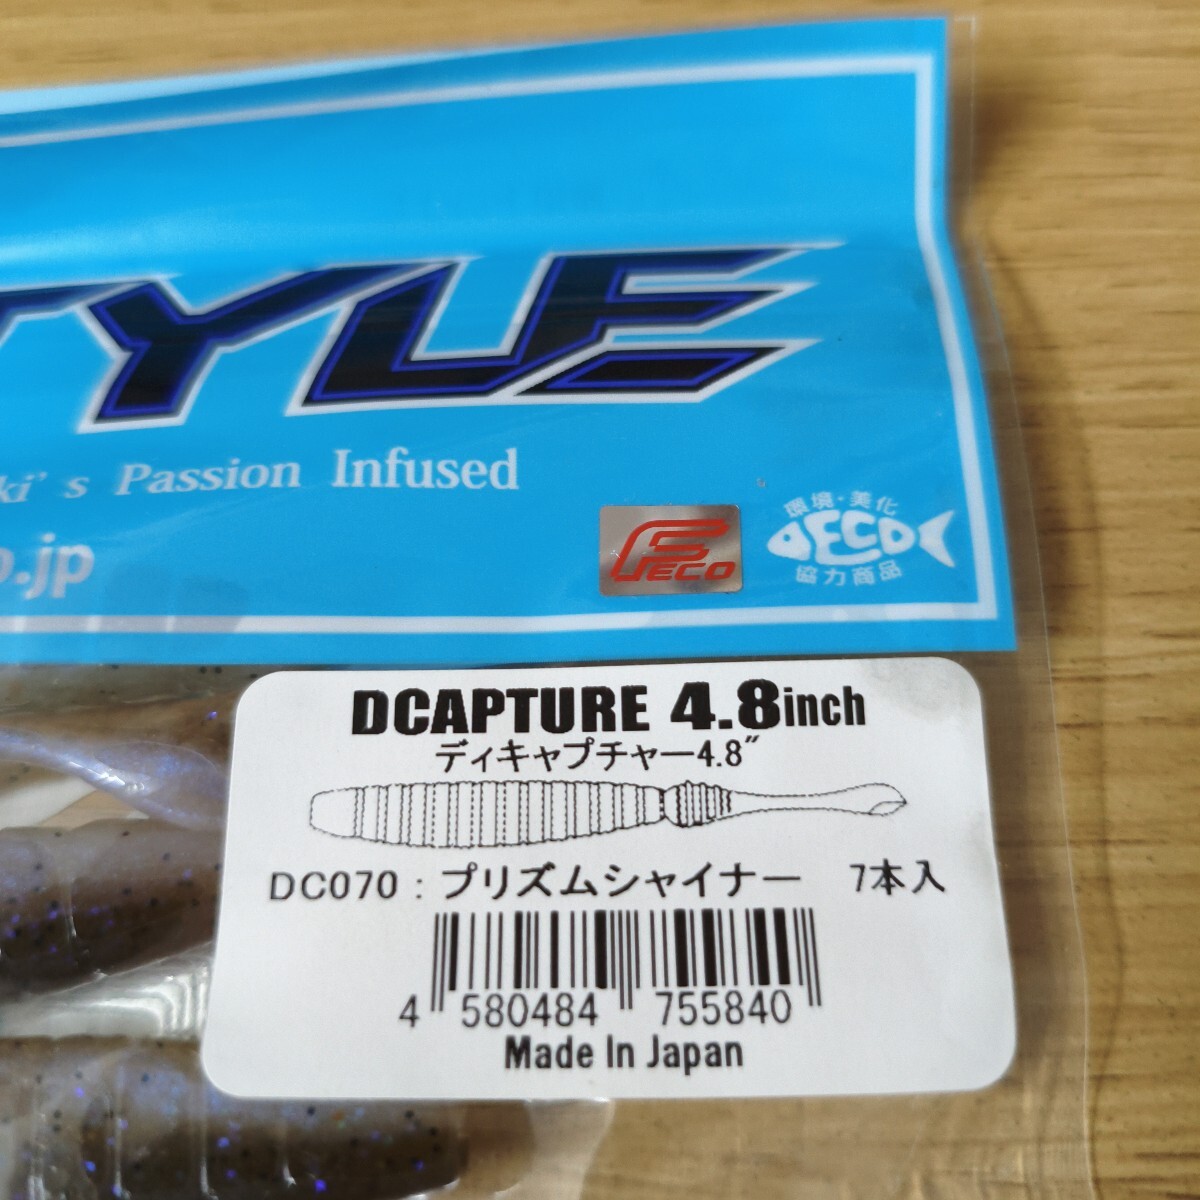 TYLE
ki's Passion Infused
o.jp
FECO
環境・美化
ECO
協力商品
DCAPTURE 4.8inch
ディキャプチャー4.8"
DC070：プリズムシャイナー 7本入
4 580484 755840
Made In Japan